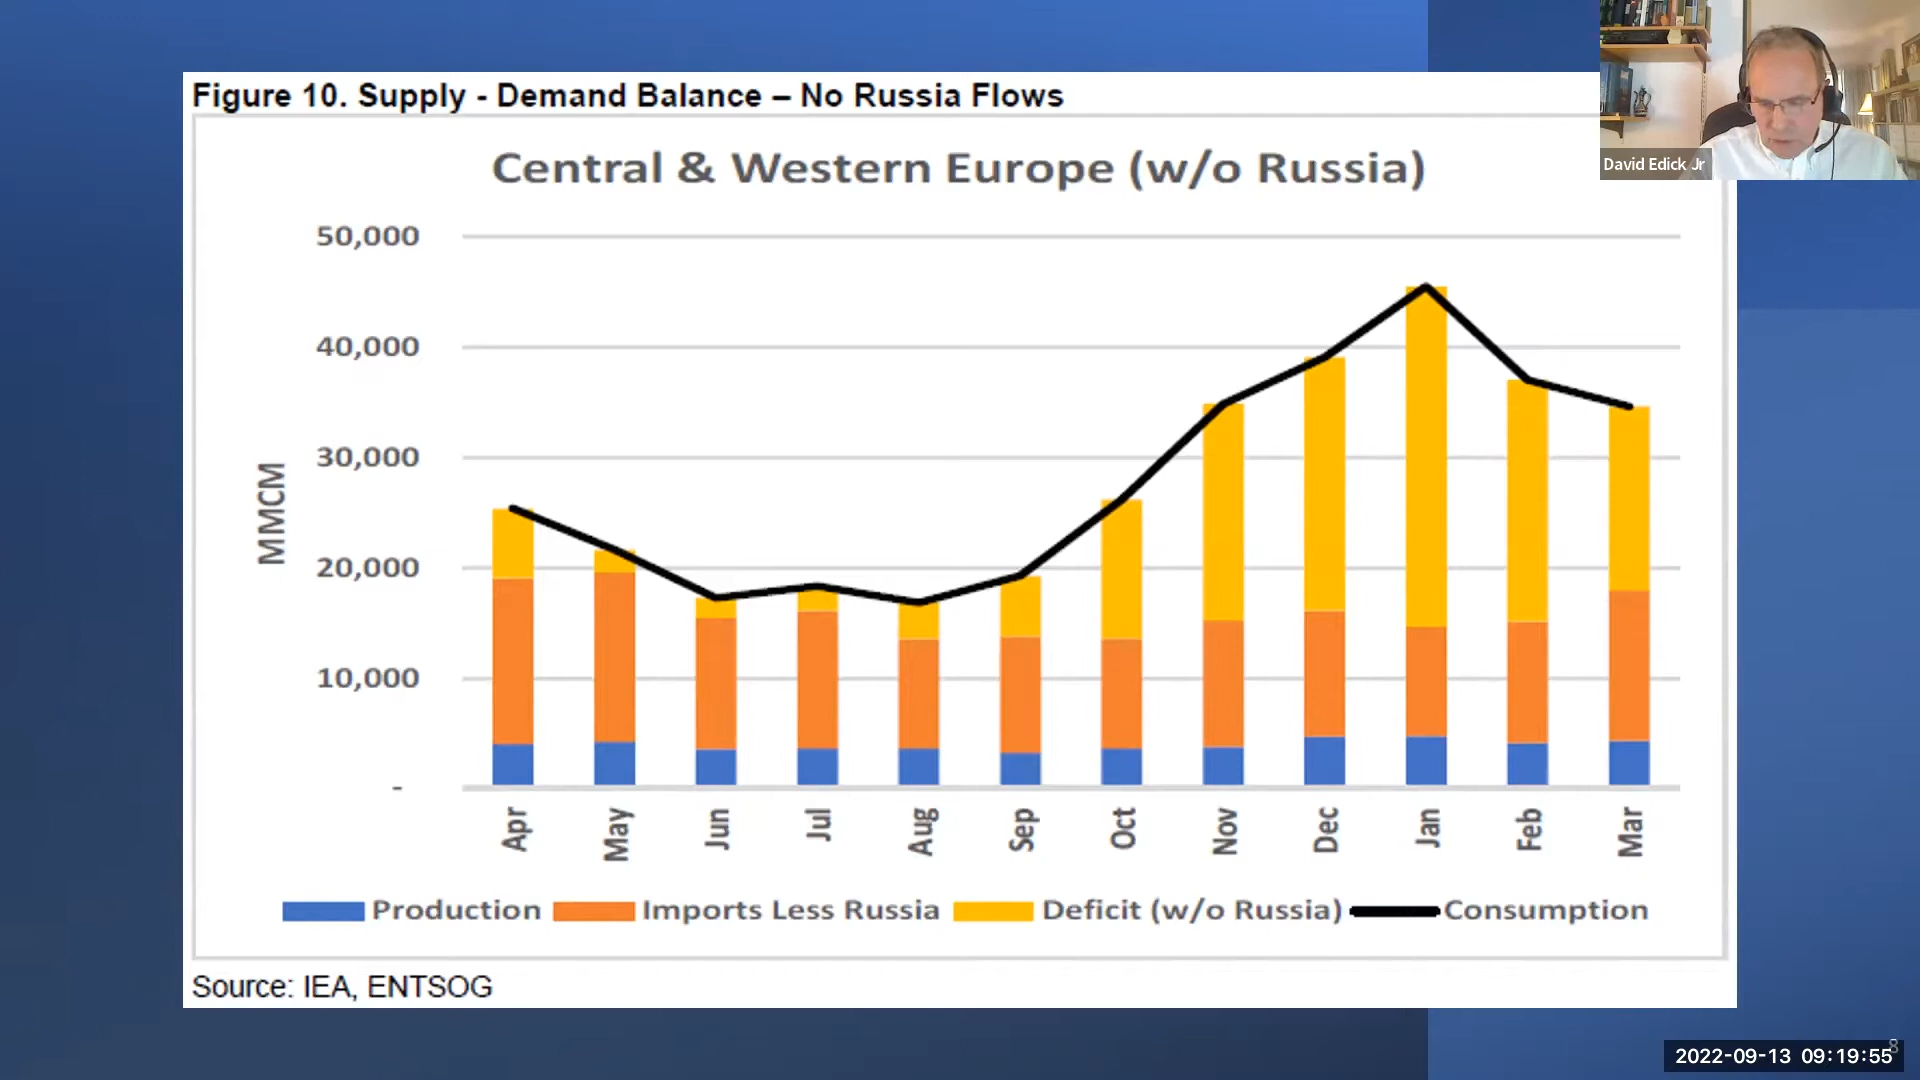 Figure 10. Supply - Demand Balance – No Russia Flows
David Edick Jr
Central & Western Europe (w/o Russia)
MMCM
50,000
40,000
30,000
20,000
10,000
-
Apr May Jun Jul Aug Sep Oct Nov Dec Jan Feb Mar
Production Imports Less Russia Deficit (w/o Russia) Consumption
Source: IEA, ENTSOG
8
2022-09-13 09:19:55